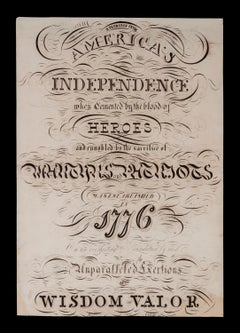 AMERICA'S
INDEPENDENCE
when Cemented by the blood of
HEROES
and ennobled by the sacrifice of
1776
Unparalleled Exertions
of
WISDOM VALOR